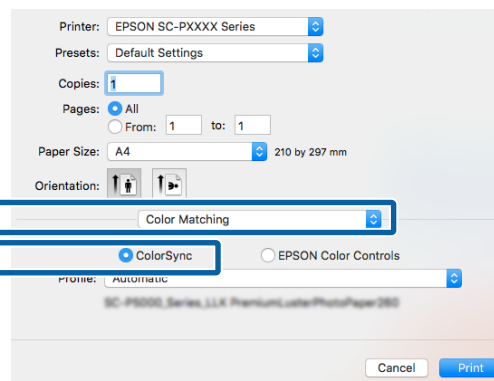 Printer: EPSON SC-PXXXX Series
Presets: Default Settings
Copies: 1
Pages: All
From: 1 to: 1
Paper Size: A4 210 by 297 mm
Orientation:
Color Matching
ColorSync EPSON Color Controls
Profile: Automatic
SC-P5000_Series_LLK PremiumLusterPhotoPaper260
Cancel Print